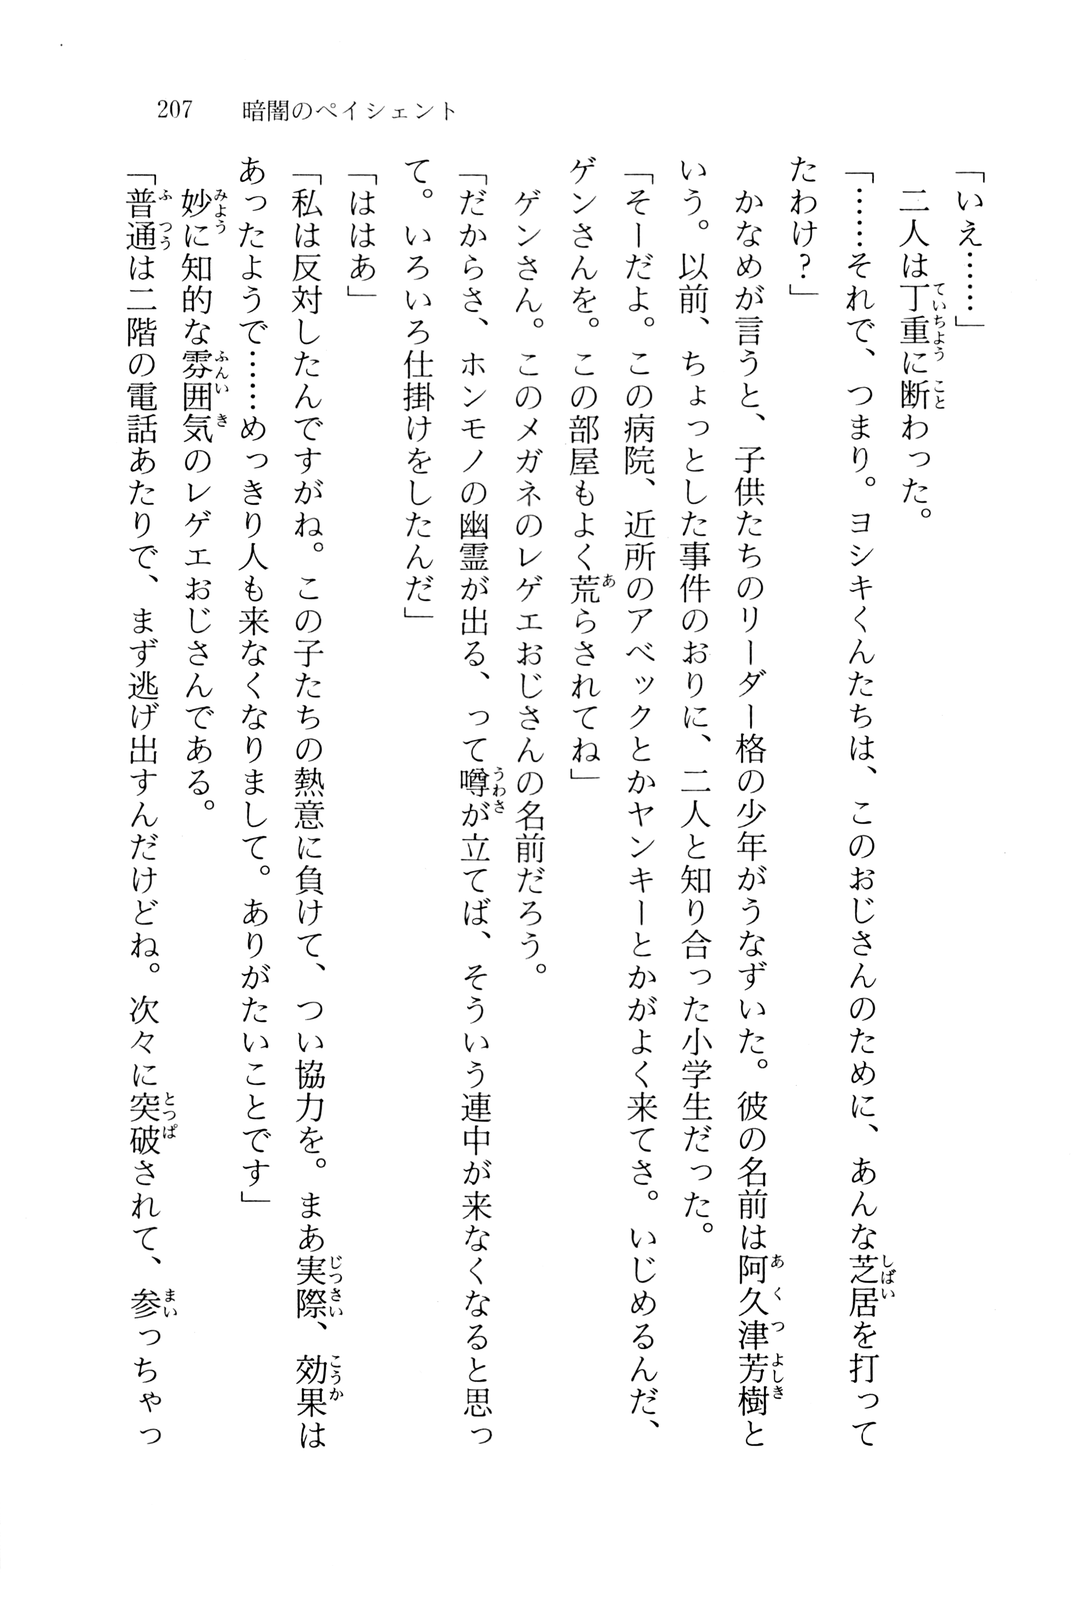 207　暗闇のペイシェント
「いえ……」
　二人は丁重に断わった。
「……それで、つまり。ヨシキくんたちは、このおじさんのために、あんな芝居を打って
たわけ？」
　かなめが言うと、子供たちのリーダー格の少年がうなずいた。彼の名前は阿久津芳樹と
いう。以前、ちょっとした事件のおりに、二人と知り合った小学生だった。
「そーだよ。この病院、近所のアベックとかヤンキーとかがよく来てさ。いじめるんだ、
ゲンさんを。この部屋もよく荒らされてね」
　ゲンさん。このメガネのレゲエおじさんの名前だろう。
「だからさ、ホンモノの幽霊が出る、って噂が立てば、そういう連中が来なくなると思っ
て。いろいろ仕掛けをしたんだ」
「ははあ」
「私は反対したんですがね。この子たちの熱意に負けて、つい協力を。まあ実際、効果は
あったようで……めっきり人も来なくなりまして。ありがたいことです」
　妙に知的な雰囲気のレゲエおじさんである。
「普通は二階の電話あたりで、まず逃げ出すんだけどね。次々に突破されて、参っちゃっ